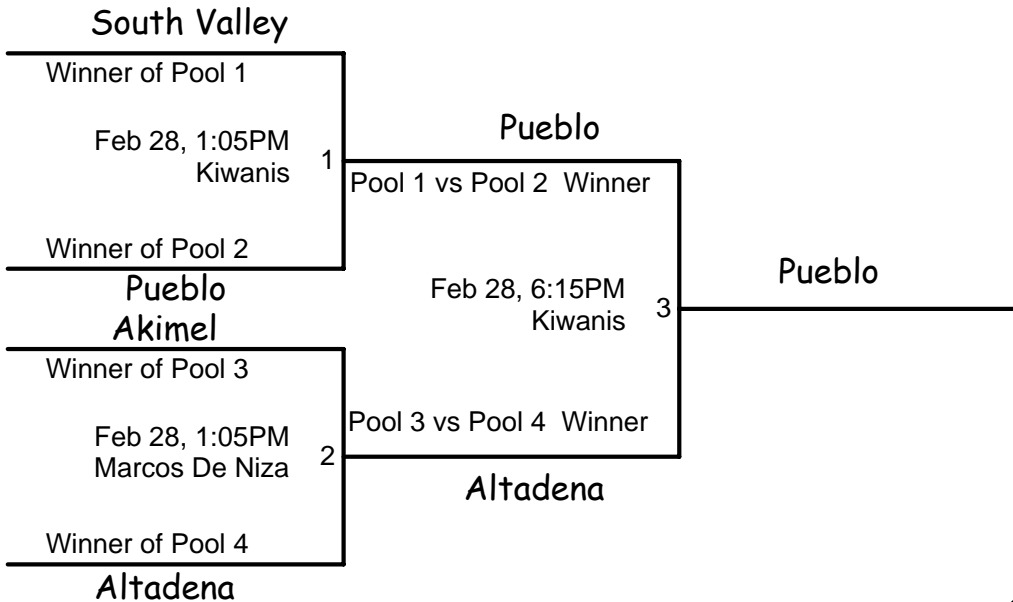 South Valley
Winner of Pool 1
Feb 28, 1:05PM
Kiwanis
1
Winner of Pool 2
Pueblo
Akimel
Winner of Pool 3
Feb 28, 1:05PM
Marcos De Niza
2
Winner of Pool 4
Altadena
Pueblo
Pool 1 vs Pool 2  Winner
Feb 28, 6:15PM
Kiwanis
3
Pool 3 vs Pool 4  Winner
Altadena
Pueblo